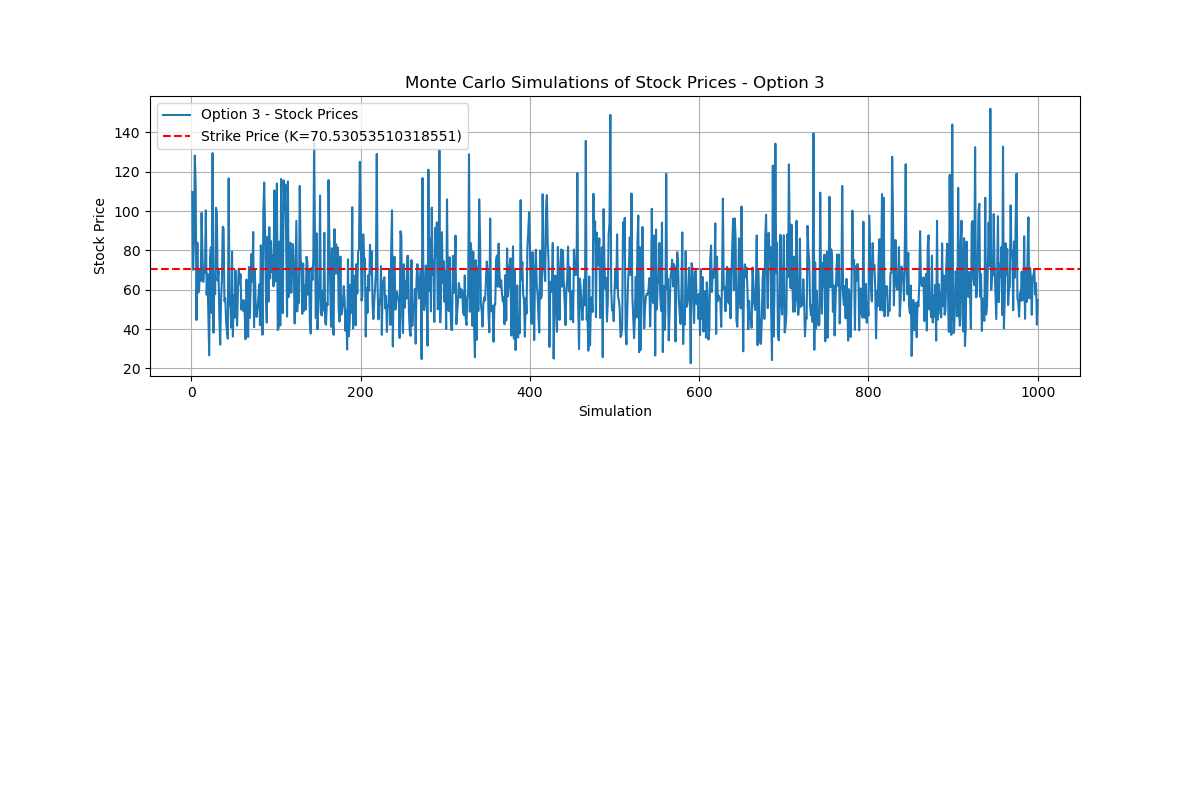 Monte Carlo Simulations of Stock Prices - Option 3
Option 3 - Stock Prices
Strike Price (K=70.53053510318551)
Stock Price
140
120
100
80
60
40
20
0
200
400
600
800
1000
Simulation